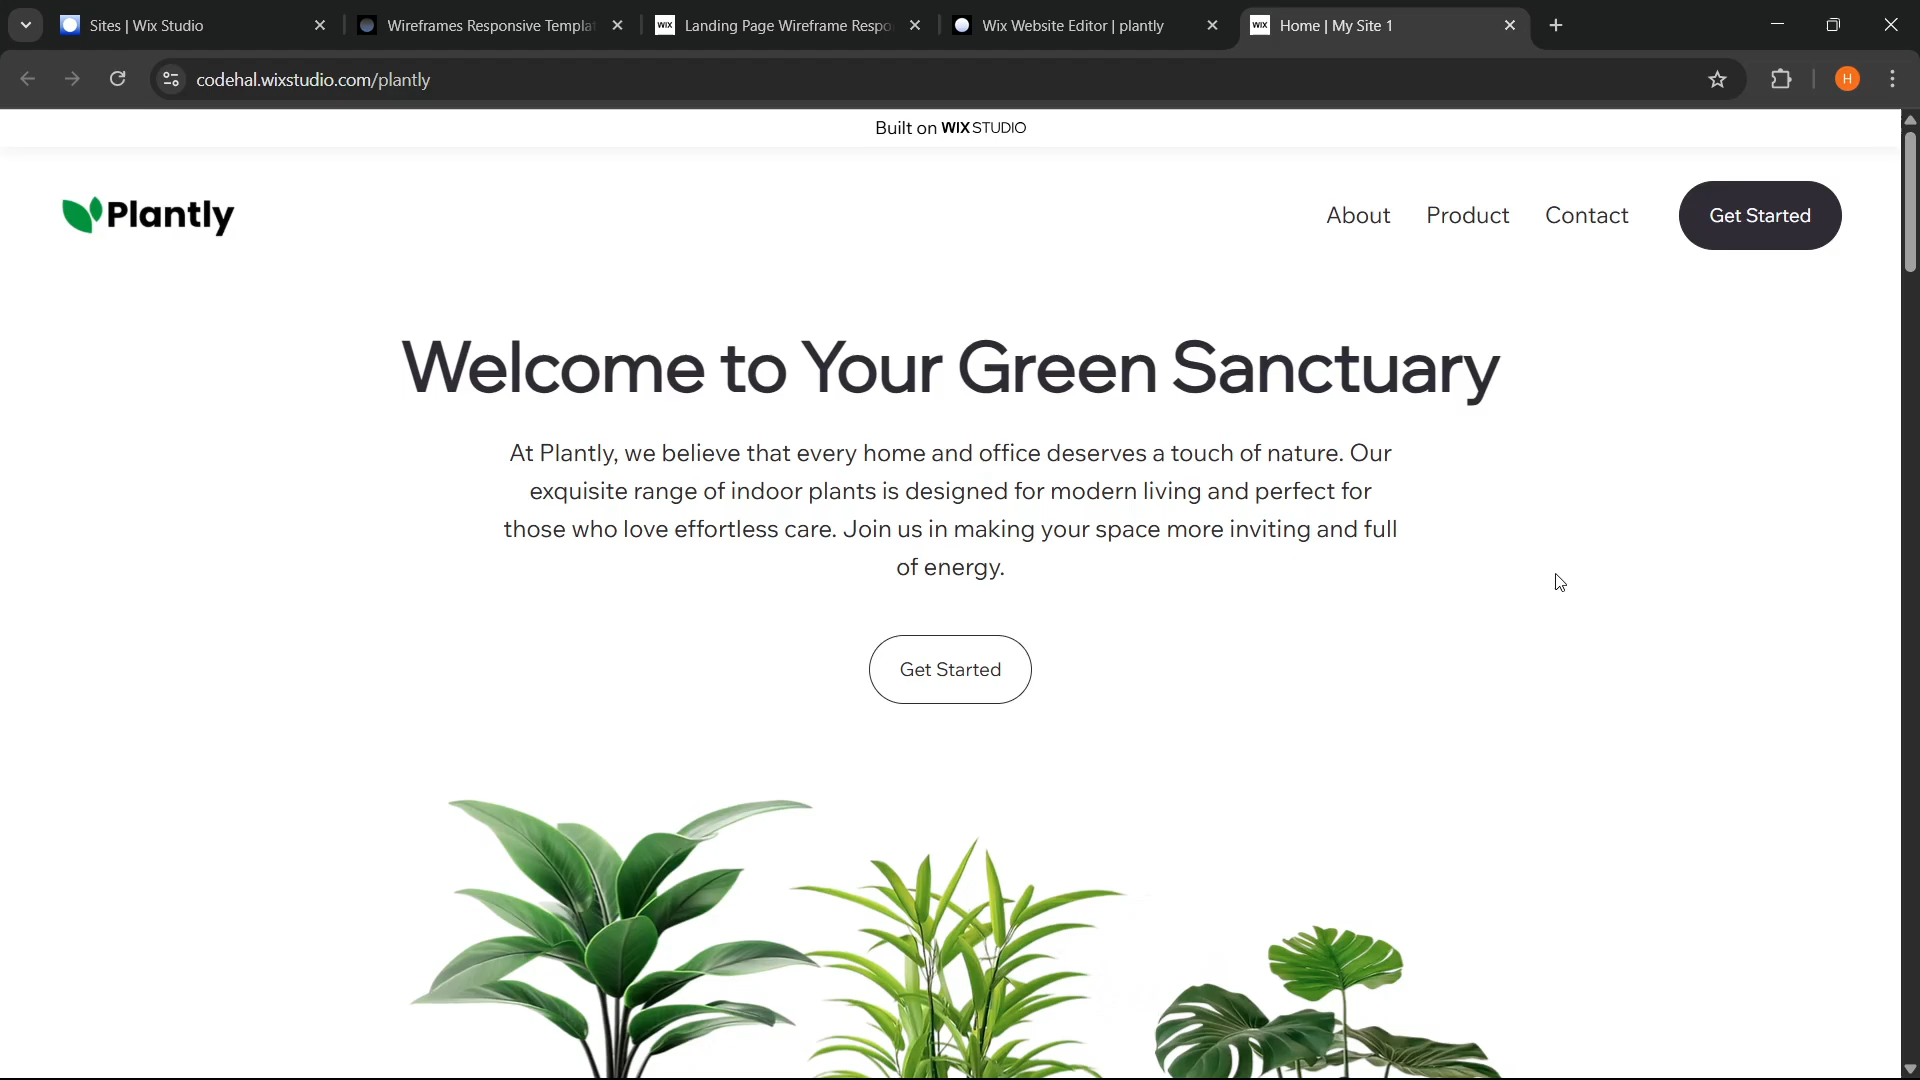 Sites | Wix Studio
Wireframes Responsive Templat
WIX
Landing Page Wireframe Respo
Wix Website Editor | plantly
WIX
Home | My Site 1
codehal.wixstudio.com/plantly
H
Built on WIX STUDIO
Plantly
About
Product
Contact
Get Started
Welcome to Your Green Sanctuary
At Plantly, we believe that every home and office deserves a touch of nature. Our
exquisite range of indoor plants is designed for modern living and perfect for
those who love effortless care. Join us in making your space more inviting and full
of energy.
Get Started